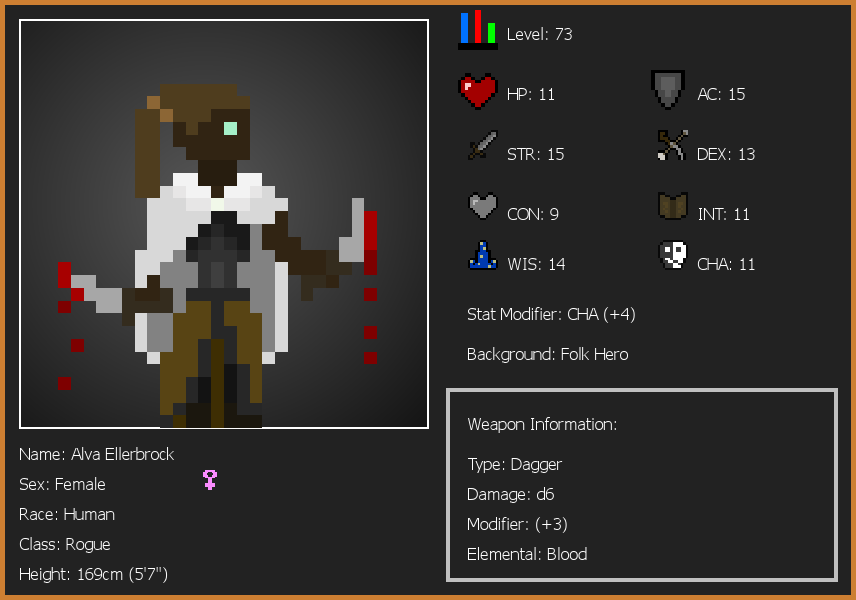 Level: 73
HP: 11
AC: 15
STR: 15
DEX: 13
CON: 9
INT: 11
WIS: 14
CHA: 11
Stat Modifier: CHA (+4)
Background: Folk Hero
Weapon Information:
Type: Dagger
Damage: d6
Modifier: (+3)
Elemental: Blood
Name: Alva Ellerbrock
Sex: Female
Race: Human
Class: Rogue
Height: 169cm (5'7")